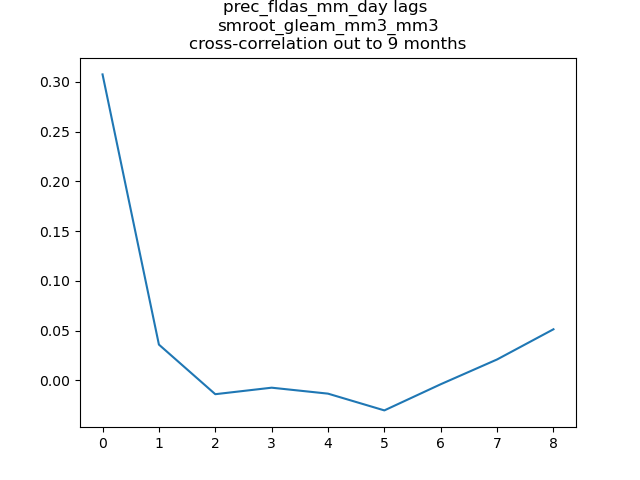 prec_fldas_mm_day lags
smroot_gleam_mm3_mm3
cross-correlation out to 9 months
0.30
0.25
0.20
0.15
0.10
0.05
0.00
0 1 2 3 4 5 6 7 8